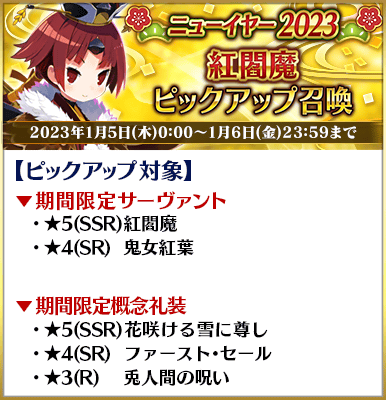 ニューイヤー2023
紅閻魔
ピックアップ召喚
2023年1月5日(木)0:00～1月6日(金)23:59まで
【ピックアップ対象】
▼期間限定サーヴァント
・★5(SSR)紅閻魔
・★4(SR) 鬼女紅葉
▼期間限定概念礼装
・★5(SSR)花咲ける雪に尊し
・★4(SR) ファースト・セール
・★3(R) 兎人間の呪い